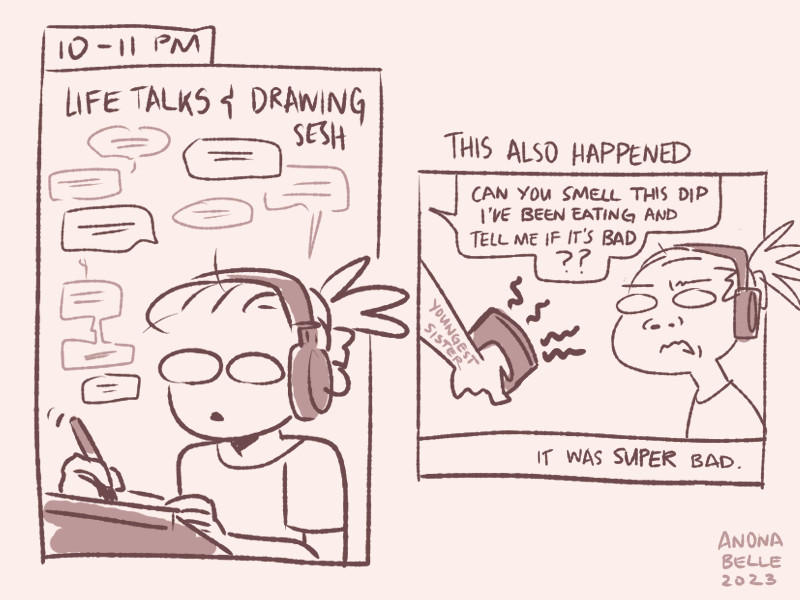 10-11 PM
LIFE TALKS & DRAWING
SESH
THIS ALSO HAPPENED
CAN YOU SMELL THIS DIP
I'VE BEEN EATING AND
TELL ME IF IT'S BAD
??
YOUNGEST
SISTER
IT WAS SUPER BAD.
ANONA
BELLE
2023